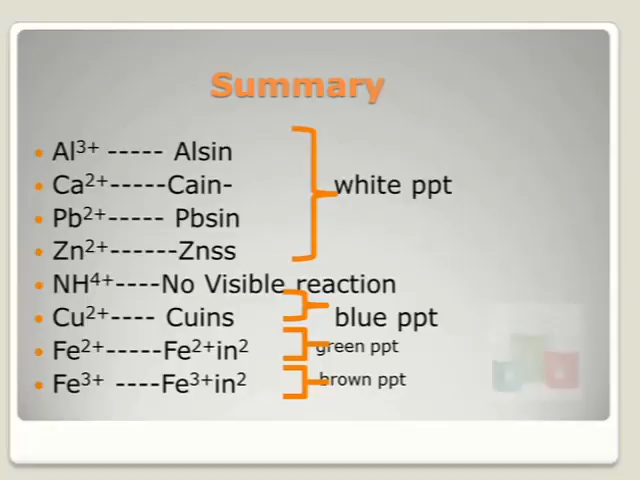 Summary
• Al³⁺ ----- Alsin
• Ca²⁺-----Cain-
white ppt
• Pb²⁺----- Pbsin
• Zn²⁺------Znss
• NH⁴⁺----No Visible reaction
• Cu²⁺---- Cuins
blue ppt
• Fe²⁺-----Fe²⁺in²
green ppt
• Fe³⁺ ----Fe³⁺in²
brown ppt